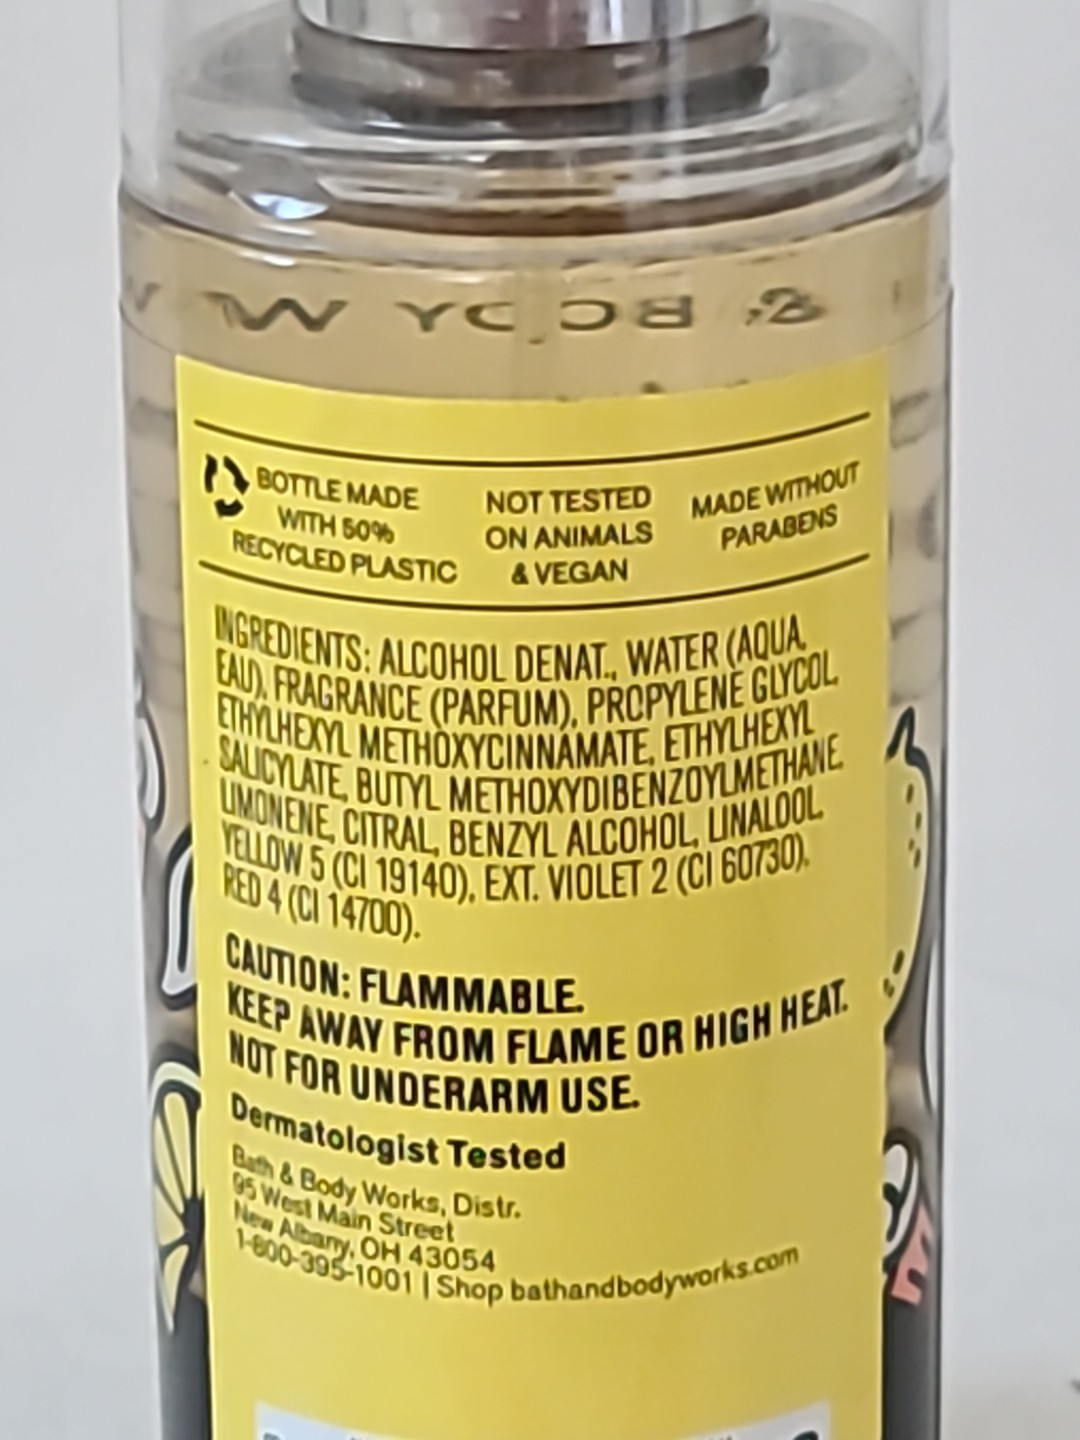 & BODY W
BOTTLE MADE
WITH 50%
RECYCLED PLASTIC
NOT TESTED
ON ANIMALS
& VEGAN
MADE WITHOUT
PARABENS
INGREDIENTS: ALCOHOL DENAT., WATER (AQUA,
EAU), FRAGRANCE (PARFUM), PROPYLENE GLYCOL,
ETHYLHEXYL METHOXYCINNAMATE, ETHYLHEXYL
SALICYLATE, BUTYL METHOXYDIBENZOYLMETHANE,
LIMONENE, CITRAL, BENZYL ALCOHOL, LINALOOL,
YELLOW 5 (CI 19140), EXT. VIOLET 2 (CI 60730),
RED 4 (CI 14700).
CAUTION: FLAMMABLE.
KEEP AWAY FROM FLAME OR HIGH HEAT.
NOT FOR UNDERARM USE.
Dermatologist Tested
Bath & Body Works, Distr.
95 West Main Street
New Albany, OH 43054
1-800-395-1001 | Shop bathandbodyworks.com